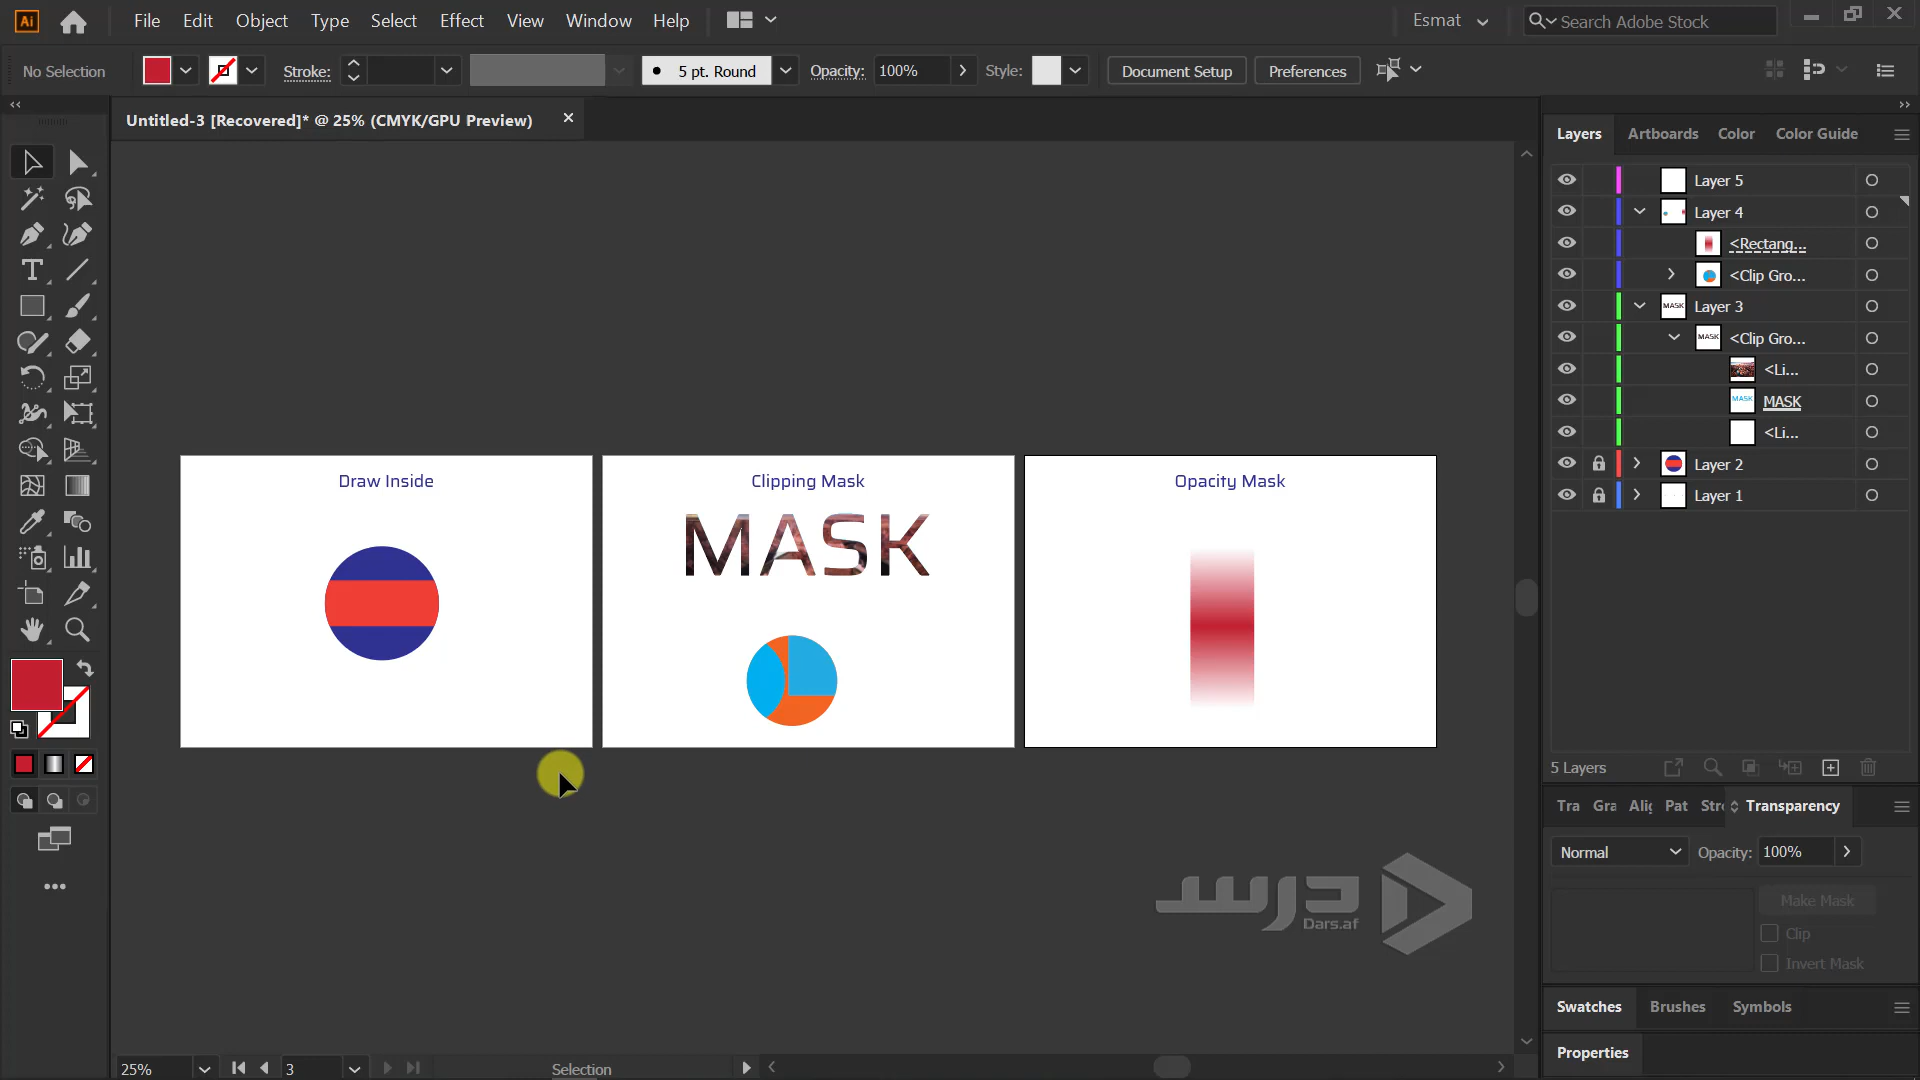 Ai File Edit Object Type Select Effect View Window Help Esmat Search Adobe Stock
No Selection Stroke: 5 pt. Round Opacity: 100% Style: Document Setup Preferences
Untitled-3 [Recovered]* @ 25% (CMYK/GPU Preview)
Layers Artboards Color Color Guide
Layer 5
Layer 4
<Rectang...
<Clip Gro...
MASK Layer 3
MASK <Clip Gro...
<Li...
MASK MASK
<Li...
Layer 2
Layer 1
Draw Inside
Clipping Mask
MASK
Opacity Mask
5 Layers
Tra Gra Alig Pat Stro Transparency
Normal Opacity: 100%
Make Mask
Clip
Invert Mask
درس
Dars.af
Swatches Brushes Symbols
Properties
25% 3 Selection